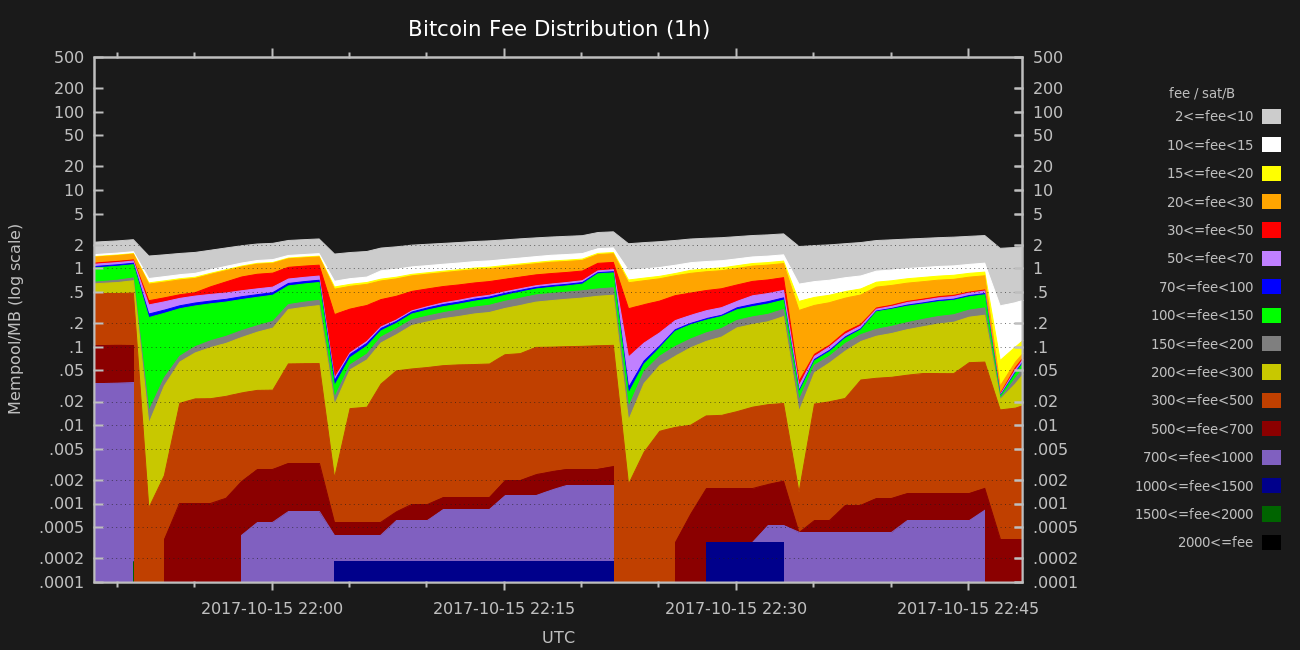 Bitcoin Fee Distribution (1h)
500
200
100
50
20
10
5
2
1
.5
.2
.1
.05
.02
.01
.005
.002
.001
.0005
.0002
.0001
Mempool/MB (log scale)
500
200
100
50
20
10
5
2
1
.5
.2
.1
.05
.02
.01
.005
.002
.001
.0005
.0002
.0001
2017-10-15 22:00
2017-10-15 22:15
2017-10-15 22:30
2017-10-15 22:45
UTC
fee / sat/B
2<=fee<10
10<=fee<15
15<=fee<20
20<=fee<30
30<=fee<50
50<=fee<70
70<=fee<100
100<=fee<150
150<=fee<200
200<=fee<300
300<=fee<500
500<=fee<700
700<=fee<1000
1000<=fee<1500
1500<=fee<2000
2000<=fee